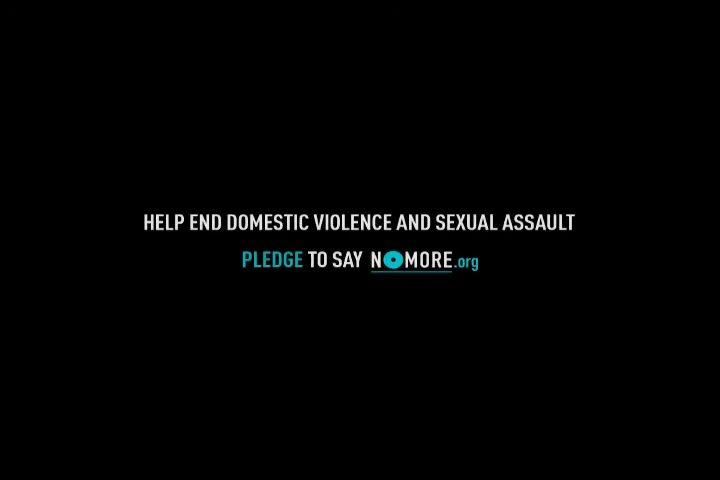 HELP END DOMESTIC VIOLENCE AND SEXUAL ASSAULT
PLEDGE TO SAY NOMORE.org